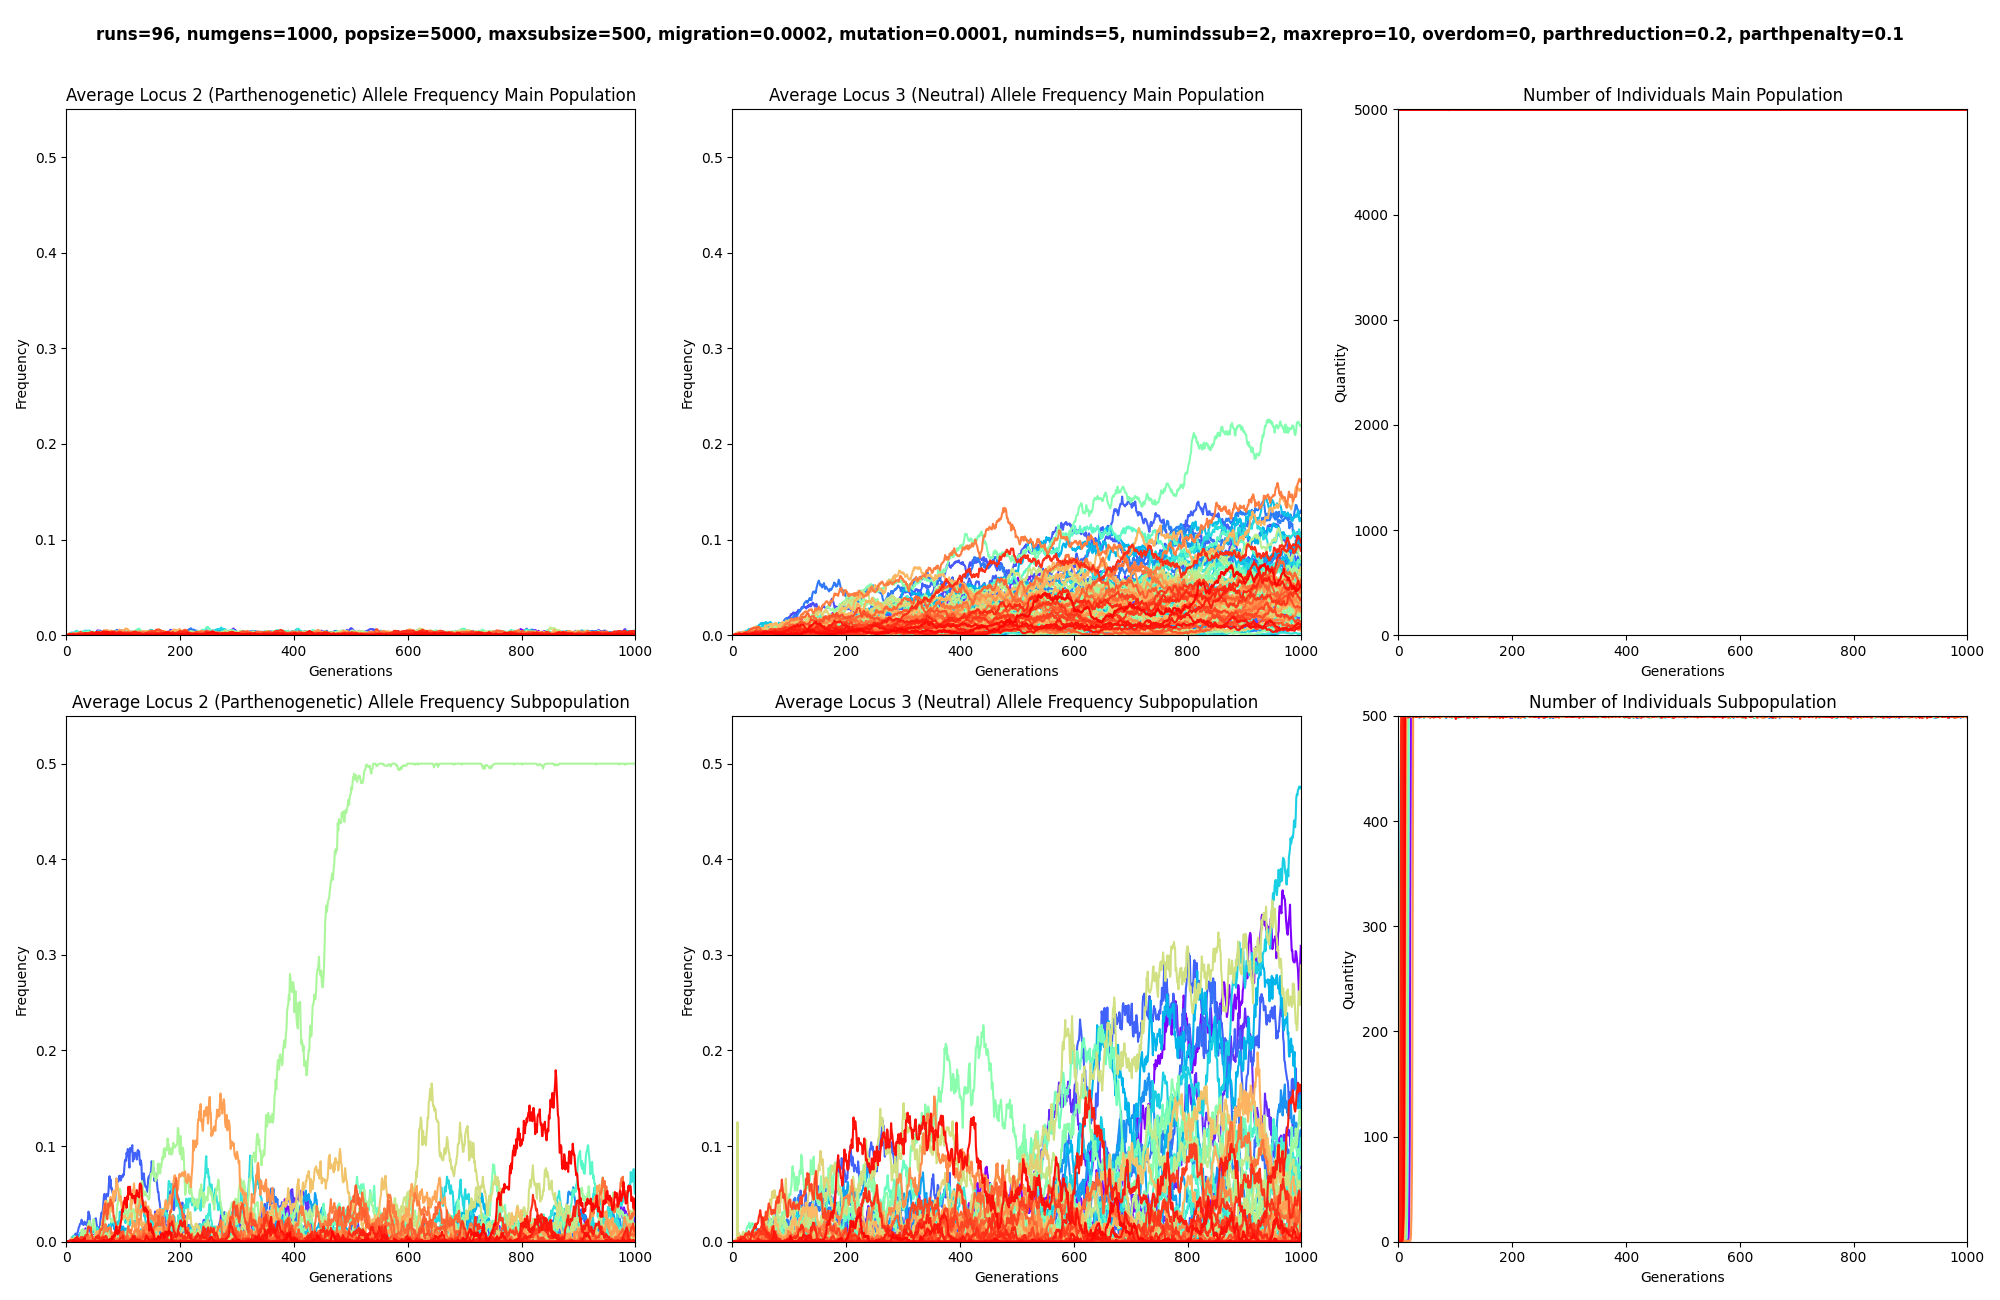 runs=96, numgens=1000, popsize=5000, maxsubsize=500, migration=0.0002, mutation=0.0001, numinds=5, numindssub=2, maxrepro=10, overdom=0, parthreduction=0.2, parthpenalty=0.1
Average Locus 2 (Parthenogenetic) Allele Frequency Main Population
Frequency
0.5
0.4
0.3
0.2
0.1
0.0
0 200 400 600 800 1000
Generations
Average Locus 3 (Neutral) Allele Frequency Main Population
Frequency
0.5
0.4
0.3
0.2
0.1
0.0
0 200 400 600 800 1000
Generations
Number of Individuals Main Population
Quantity
5000
4000
3000
2000
1000
0
0 200 400 600 800 1000
Generations
Average Locus 2 (Parthenogenetic) Allele Frequency Subpopulation
Frequency
0.5
0.4
0.3
0.2
0.1
0.0
0 200 400 600 800 1000
Generations
Average Locus 3 (Neutral) Allele Frequency Subpopulation
Frequency
0.5
0.4
0.3
0.2
0.1
0.0
0 200 400 600 800 1000
Generations
Number of Individuals Subpopulation
Quantity
500
400
300
200
100
0
0 200 400 600 800 1000
Generations